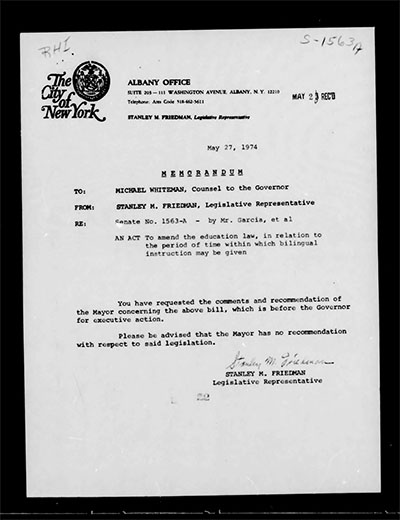 RHI
S-1563A
The
City
of
New York
ALBANY OFFICE
SUITE 205 – 111 WASHINGTON AVENUE, ALBANY, N. Y. 12210
Telephone: Area Code 518-462-5611
STANLEY M. FRIEDMAN, Legislative Representative
MAY 29 REC'D
May 27, 1974
MEMORANDUM
TO: MICHAEL WHITEMAN, Counsel to the Governor
FROM: STANLEY M. FRIEDMAN, Legislative Representative
RE: Senate No. 1563-A - by Mr. Garcia, et al
AN ACT To amend the education law, in relation to
the period of time within which bilingual
instruction may be given
You have requested the comments and recommendation of
the Mayor concerning the above bill, which is before the Governor
for executive action.
Please be advised that the Mayor has no recommendation
with respect to said legislation.
Stanley M. Friedman
STANLEY M. FRIEDMAN
Legislative Representative
22